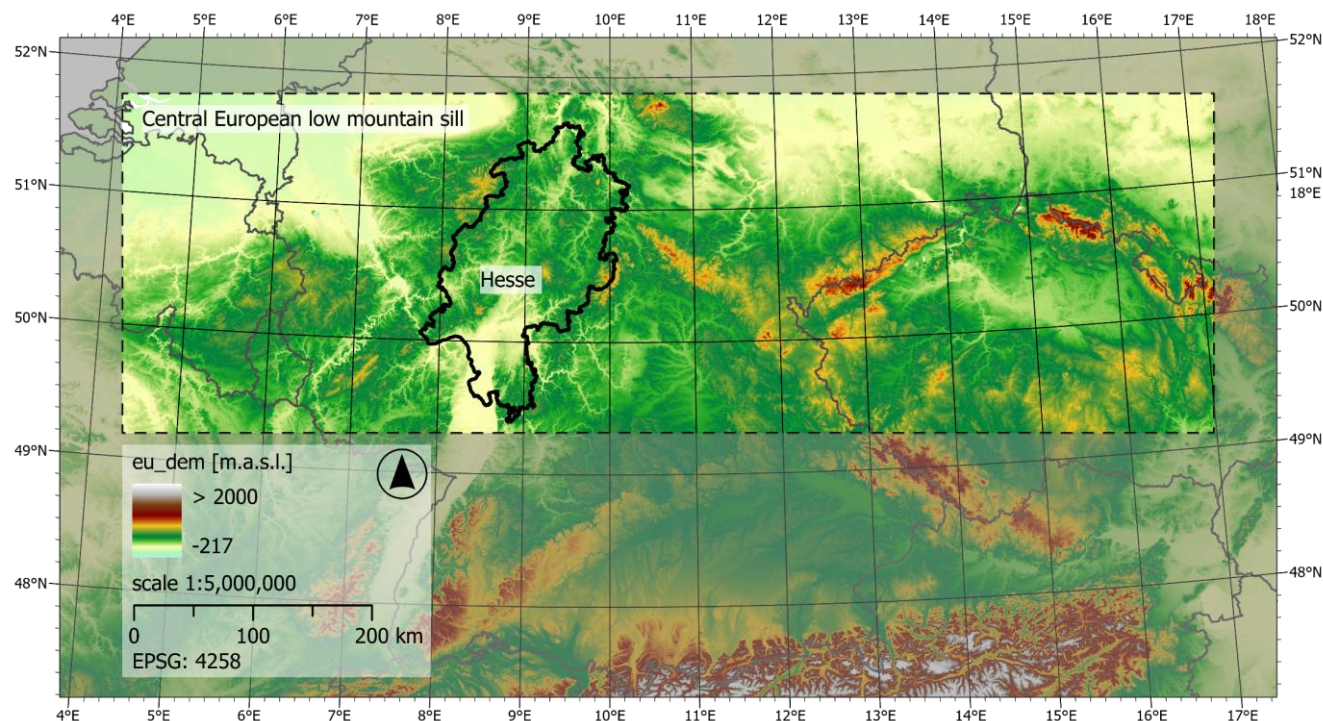 4°E 5°E 6°E 7°E 8°E 9°E 10°E 11°E 12°E 13°E 14°E 15°E 16°E 17°E 18°E
52°N 52°N
Central European low mountain sill
51°N 51°N
18°E
Hesse
50°N 50°N
49°N 49°N
eu_dem [m.a.s.l.]
> 2000
-217
scale 1:5,000,000
48°N 48°N
0 100 200 km
EPSG: 4258
4°E 5°E 6°E 7°E 8°E 9°E 10°E 11°E 12°E 13°E 14°E 15°E 16°E 17°E